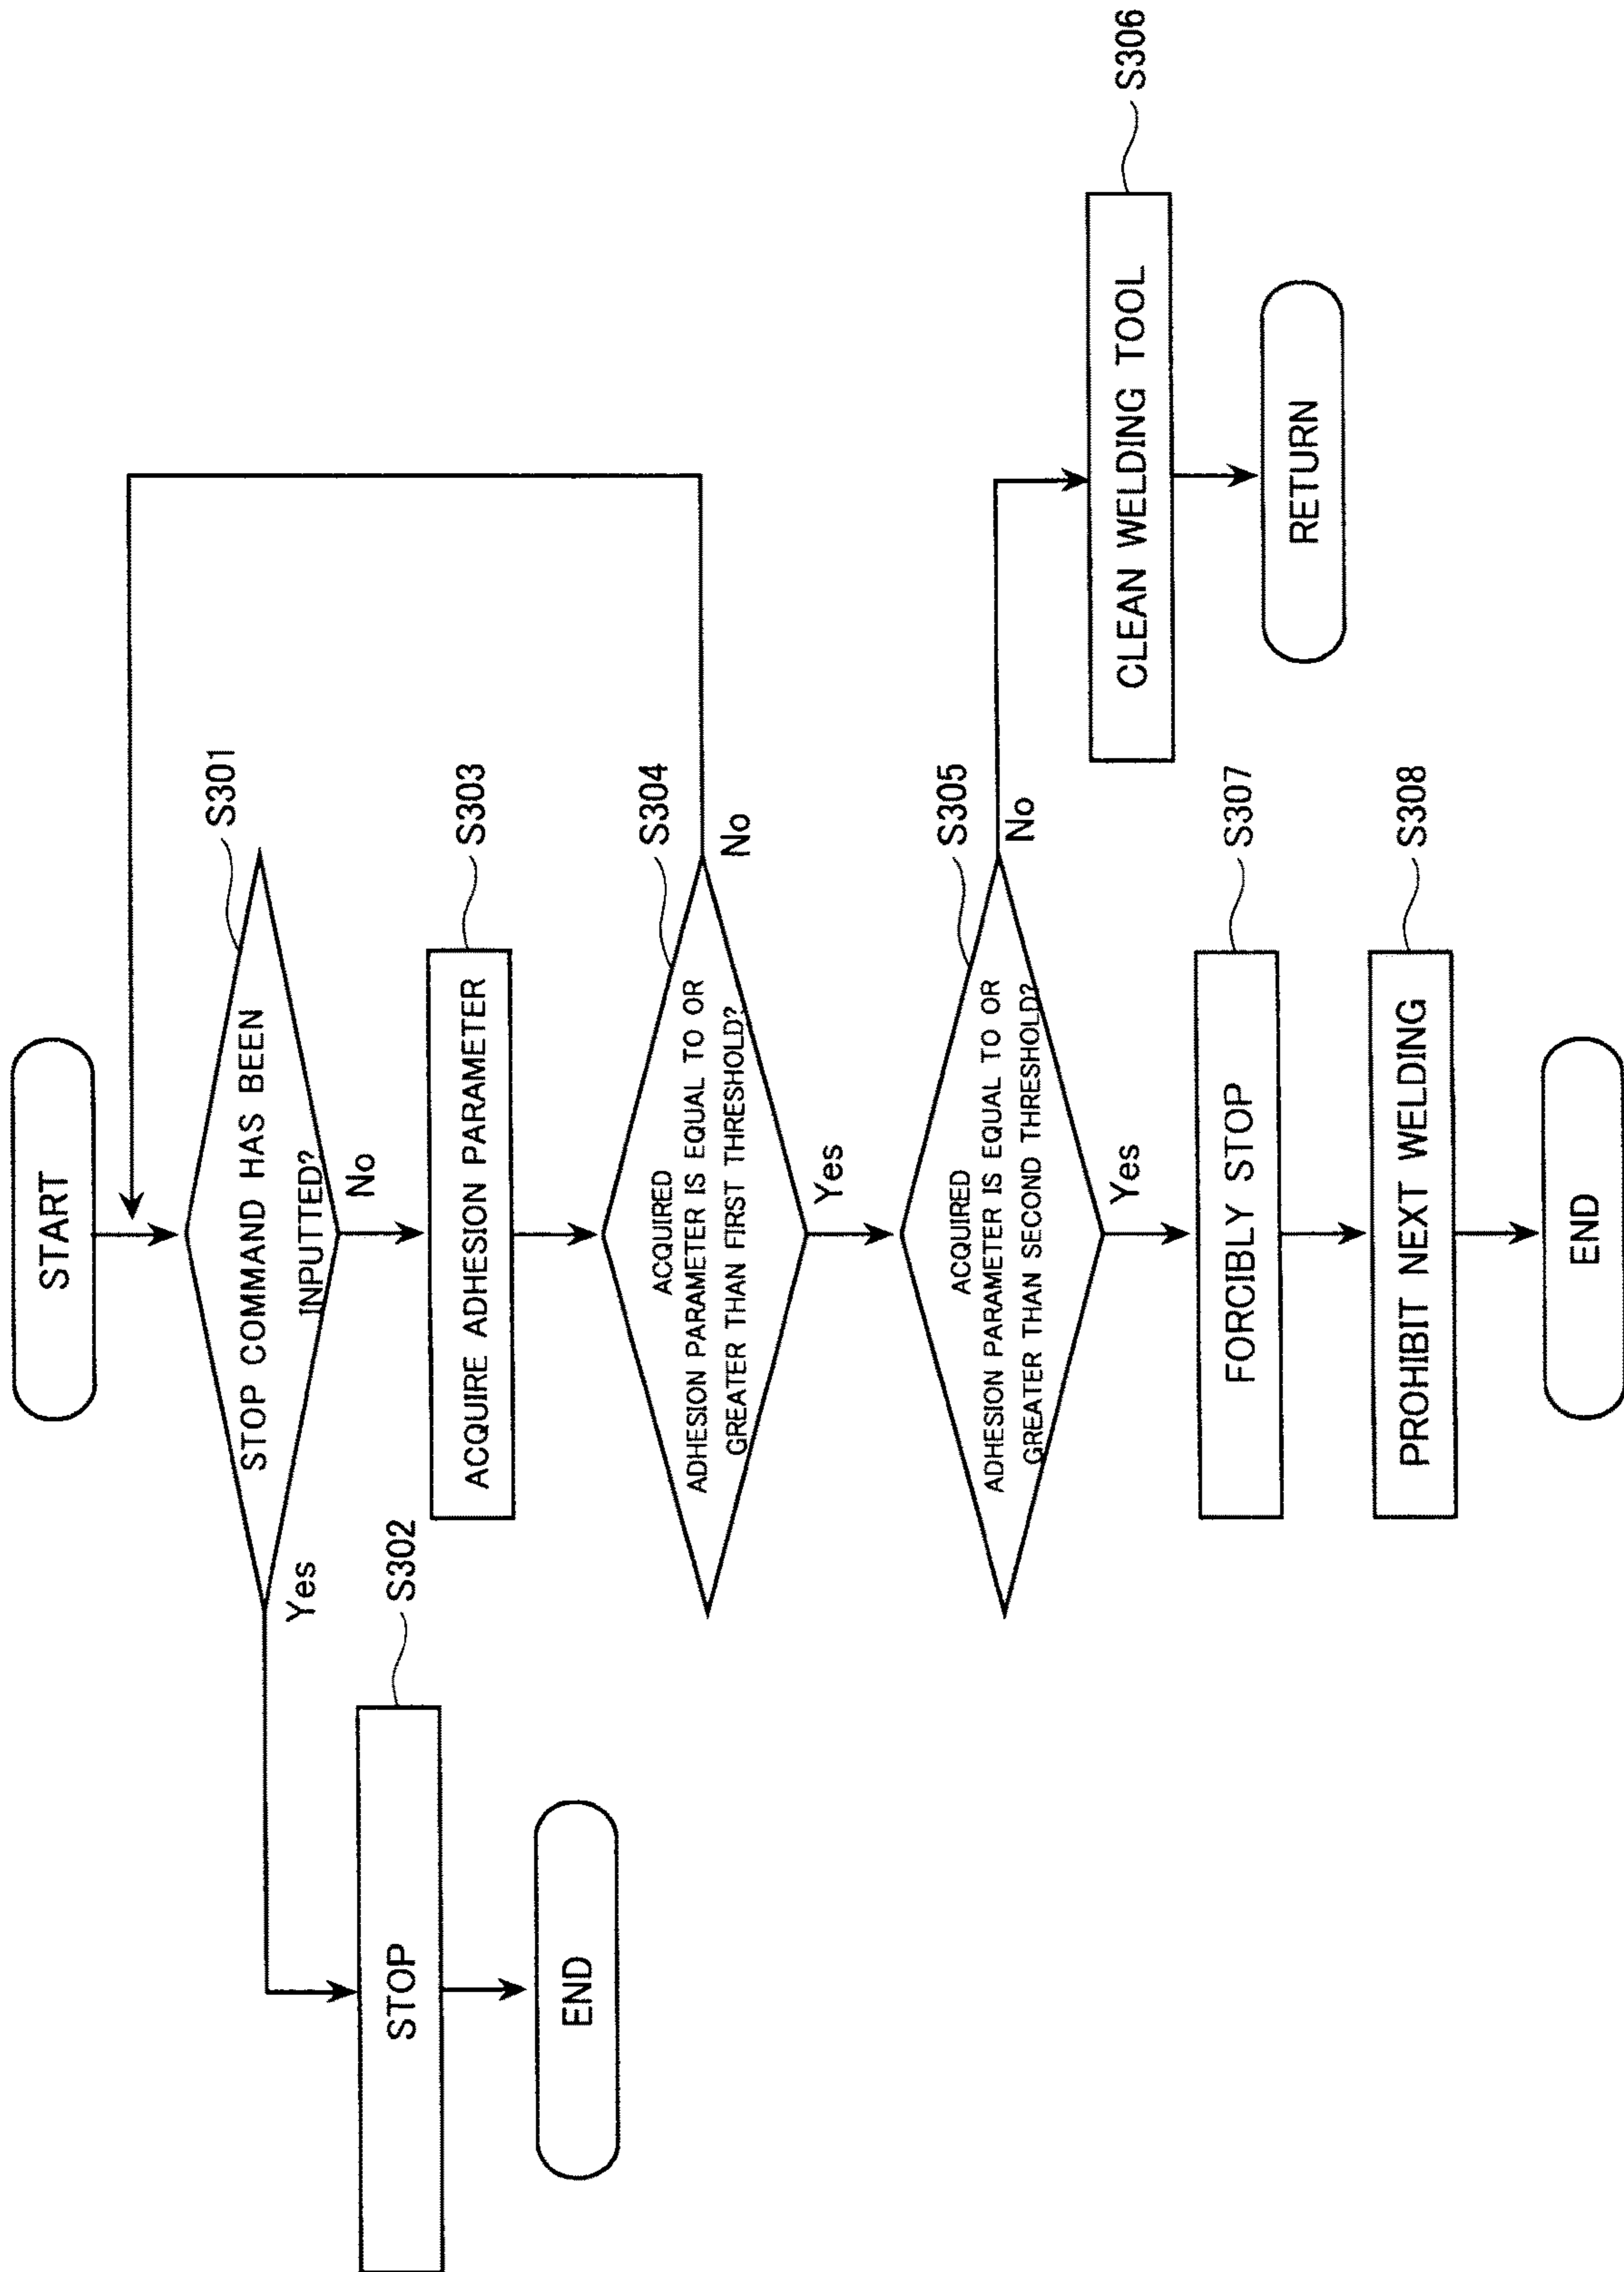 START
STOP COMMAND HAS BEEN
INPUTTED?
S301
Yes
No
STOP
S302
END
ACQUIRE ADHESION PARAMETER
S303
ACQUIRED
ADHESION PARAMETER IS EQUAL TO OR
GREATER THAN FIRST THRESHOLD?
S304
No
Yes
ACQUIRED
ADHESION PARAMETER IS EQUAL TO OR
GREATER THAN SECOND THRESHOLD?
S305
No
Yes
CLEAN WELDING TOOL
S306
RETURN
FORCIBLY STOP
S307
PROHIBIT NEXT WELDING
S308
END